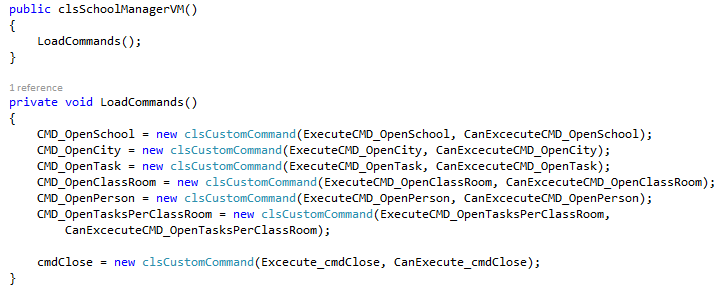 public clsSchoolManagerVM()
{
    LoadCommands();
}
1 reference
private void LoadCommands()
{
    CMD_OpenSchool = new clsCustomCommand(ExecuteCMD_OpenSchool, CanExcecuteCMD_OpenSchool);
    CMD_OpenCity = new clsCustomCommand(ExecuteCMD_OpenCity, CanExcecuteCMD_OpenCity);
    CMD_OpenTask = new clsCustomCommand(ExecuteCMD_OpenTask, CanExcecuteCMD_OpenTask);
    CMD_OpenClassRoom = new clsCustomCommand(ExecuteCMD_OpenClassRoom, CanExcecuteCMD_OpenClassRoom);
    CMD_OpenPerson = new clsCustomCommand(ExecuteCMD_OpenPerson, CanExcecuteCMD_OpenPerson);
    CMD_OpenTasksPerClassRoom = new clsCustomCommand(ExecuteCMD_OpenTasksPerClassRoom,
        CanExcecuteCMD_OpenTasksPerClassRoom);
    cmdClose = new clsCustomCommand(Excecute_cmdClose, CanExecute_cmdClose);
}